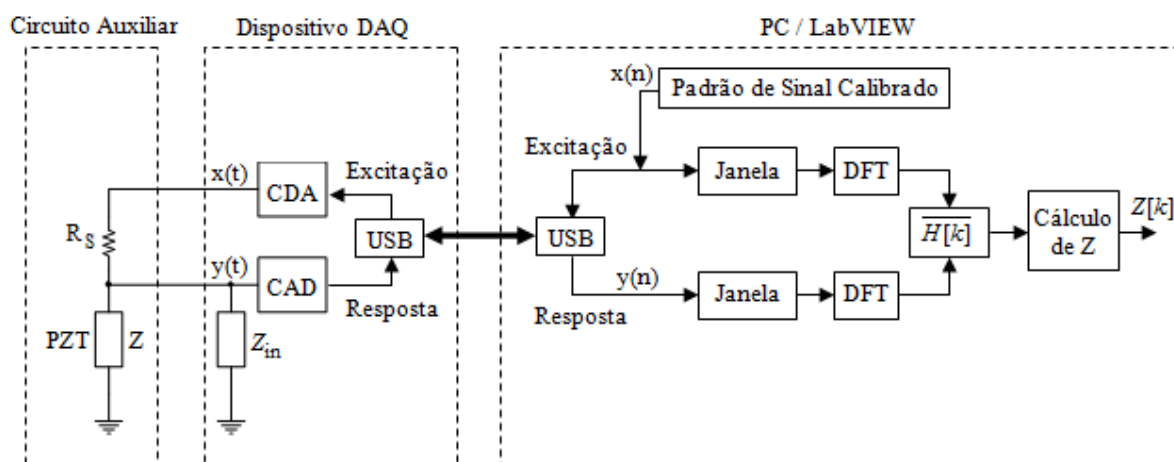 Circuito Auxiliar
Dispositivo DAQ
PC / LabVIEW
x(n)
Padrão de Sinal Calibrado
Excitação
x(t)
Excitação
CDA
Janela
DFT
R_S
USB
USB
H[k]
Cálculo
de Z
Z[k]
y(t)
CAD
Resposta
y(n)
Resposta
Janela
DFT
PZT
Z
Z_in